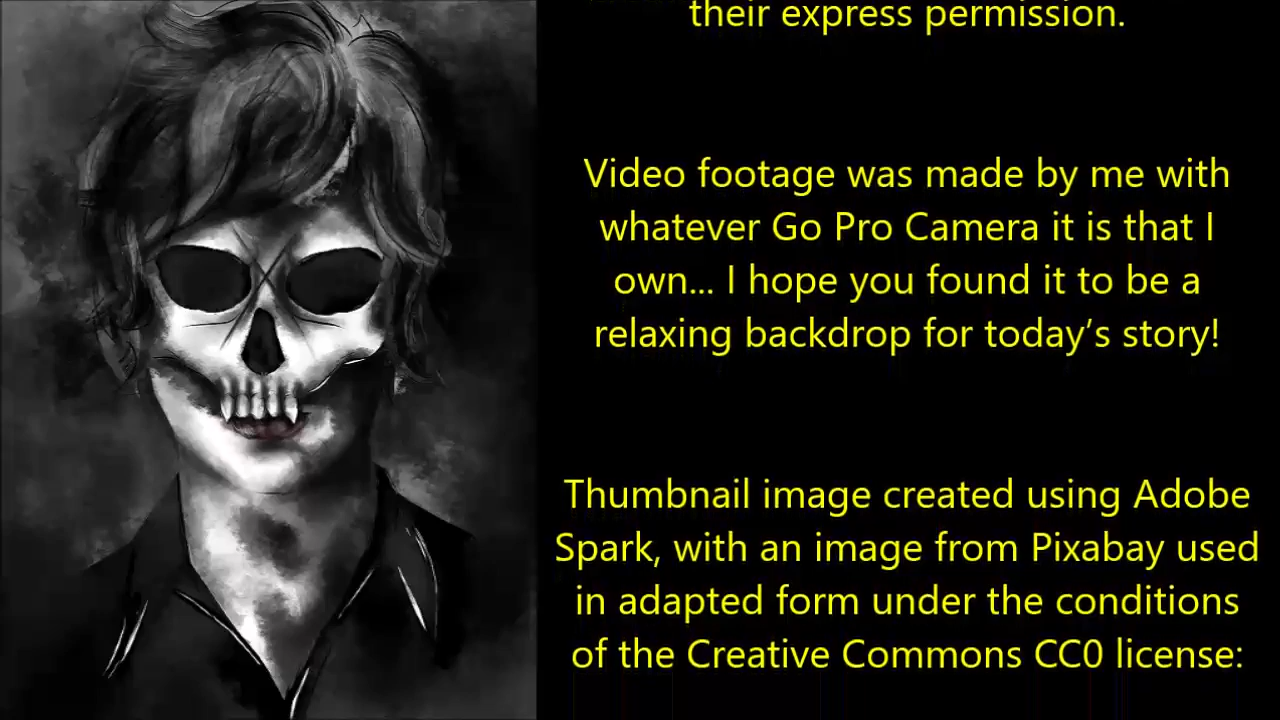 their express permission.
Video footage was made by me with
whatever Go Pro Camera it is that I
own... I hope you found it to be a
relaxing backdrop for today’s story!
Thumbnail image created using Adobe
Spark, with an image from Pixabay used
in adapted form under the conditions
of the Creative Commons CC0 license: